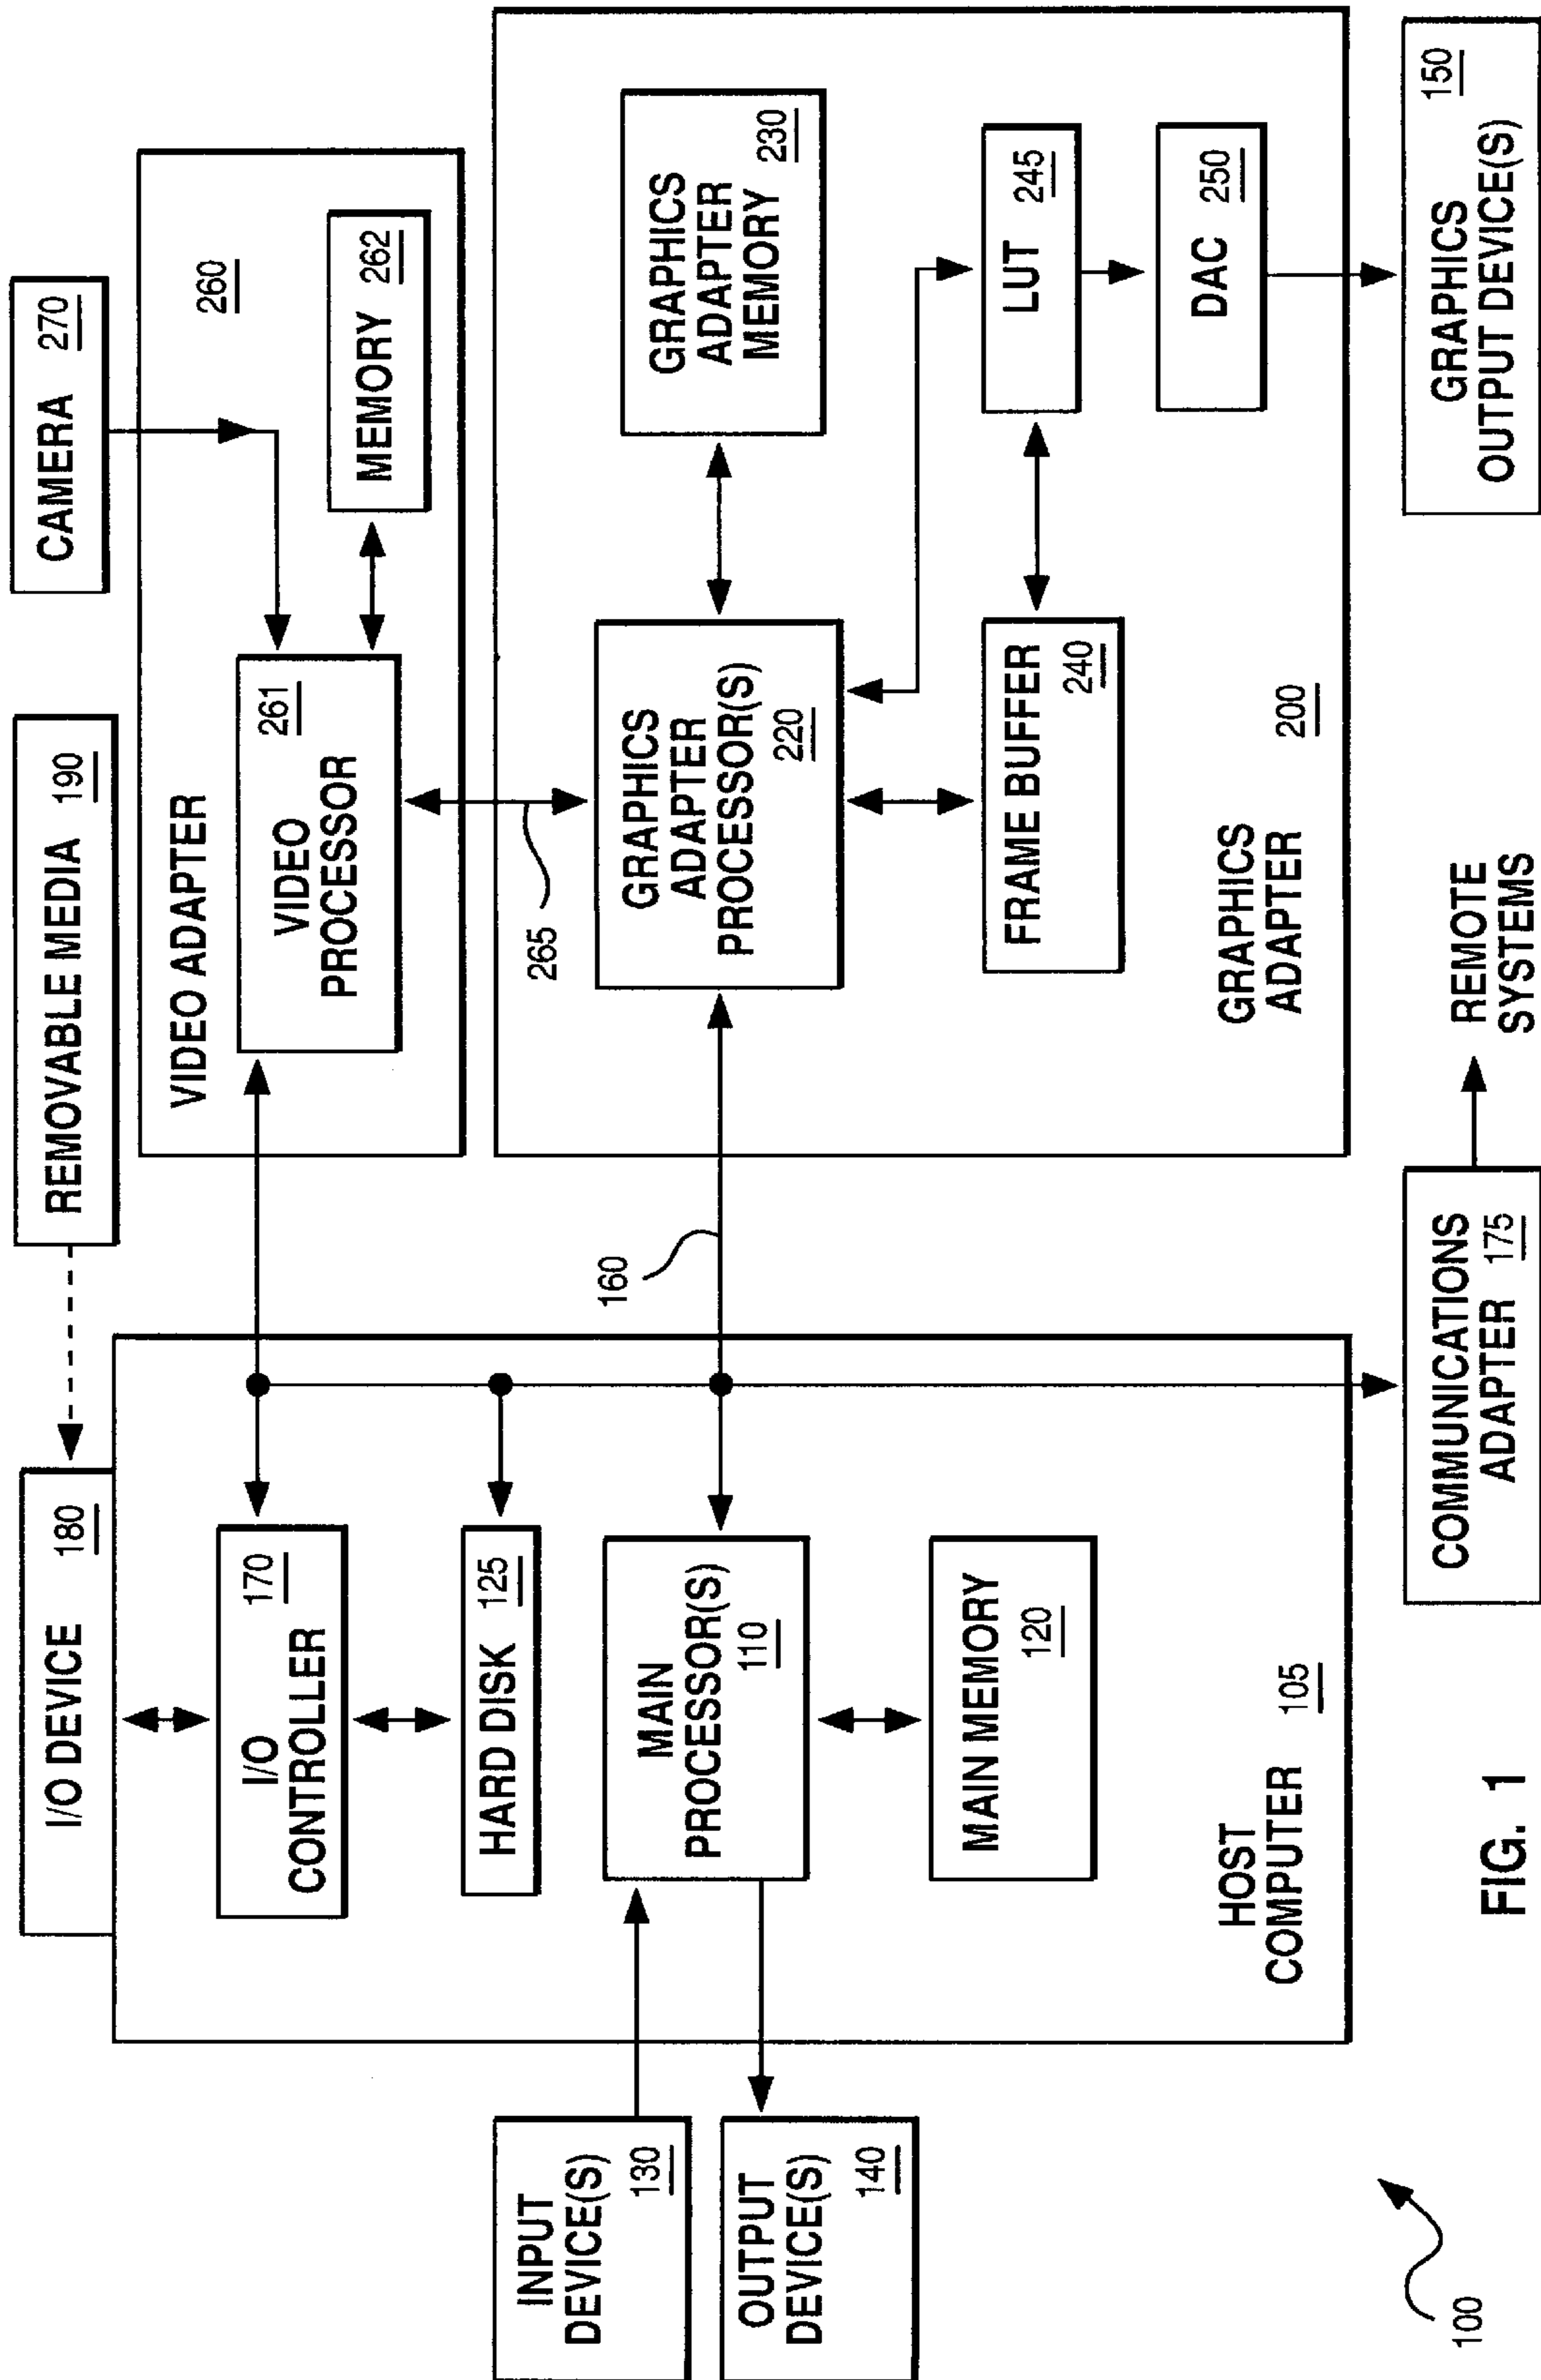 I/O DEVICE
180
REMOVABLE MEDIA 190
CAMERA 270
VIDEO ADAPTER
260
I/O
CONTROLLER
170
VIDEO
PROCESSOR
261
MEMORY
262
HARD DISK 125
265
INPUT
DEVICE(S)
130
MAIN
PROCESSOR(S)
110
160
GRAPHICS
ADAPTER
PROCESSOR(S)
220
GRAPHICS
ADAPTER
MEMORY
230
OUTPUT
DEVICE(S)
140
MAIN MEMORY
120
FRAME BUFFER
240
LUT
245
DAC
250
HOST
COMPUTER
105
GRAPHICS
ADAPTER
200
100
FIG. 1
COMMUNICATIONS
ADAPTER 175
REMOTE
SYSTEMS
GRAPHICS
OUTPUT DEVICE(S)
150